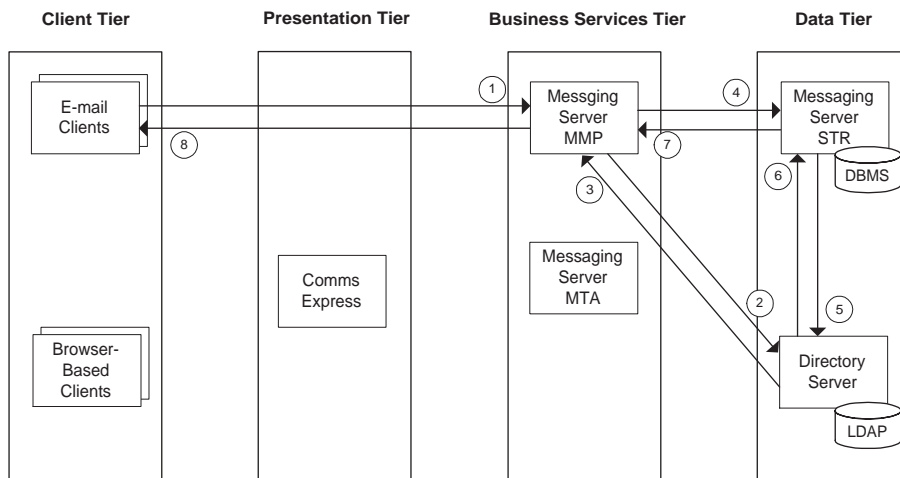 Client Tier
Presentation Tier
Business Services Tier
Data Tier
E-mail
Clients
1
8
Messging
Server
MMP
4
7
Messaging
Server
STR
DBMS
3
6
Comms
Express
Messaging
Server
MTA
2
5
Browser-
Based
Clients
Directory
Server
LDAP